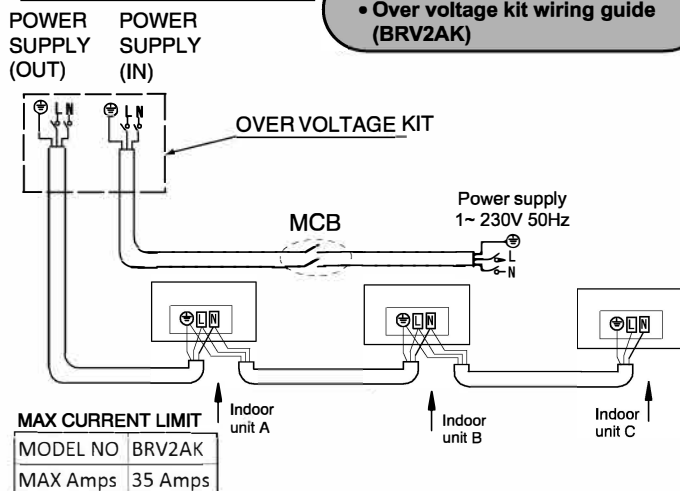 • Over voltage kit wiring guide
(BRV2AK)
POWER
SUPPLY
(OUT)
POWER
SUPPLY
(IN)
L N
L N
OVER VOLTAGE KIT
Power supply
1~ 230V 50Hz
MCB
L
N
L N
L N
L N
Indoor
unit A
Indoor
unit B
Indoor
unit C
MAX CURRENT LIMIT
MODEL NO BRV2AK
MAX Amps 35 Amps